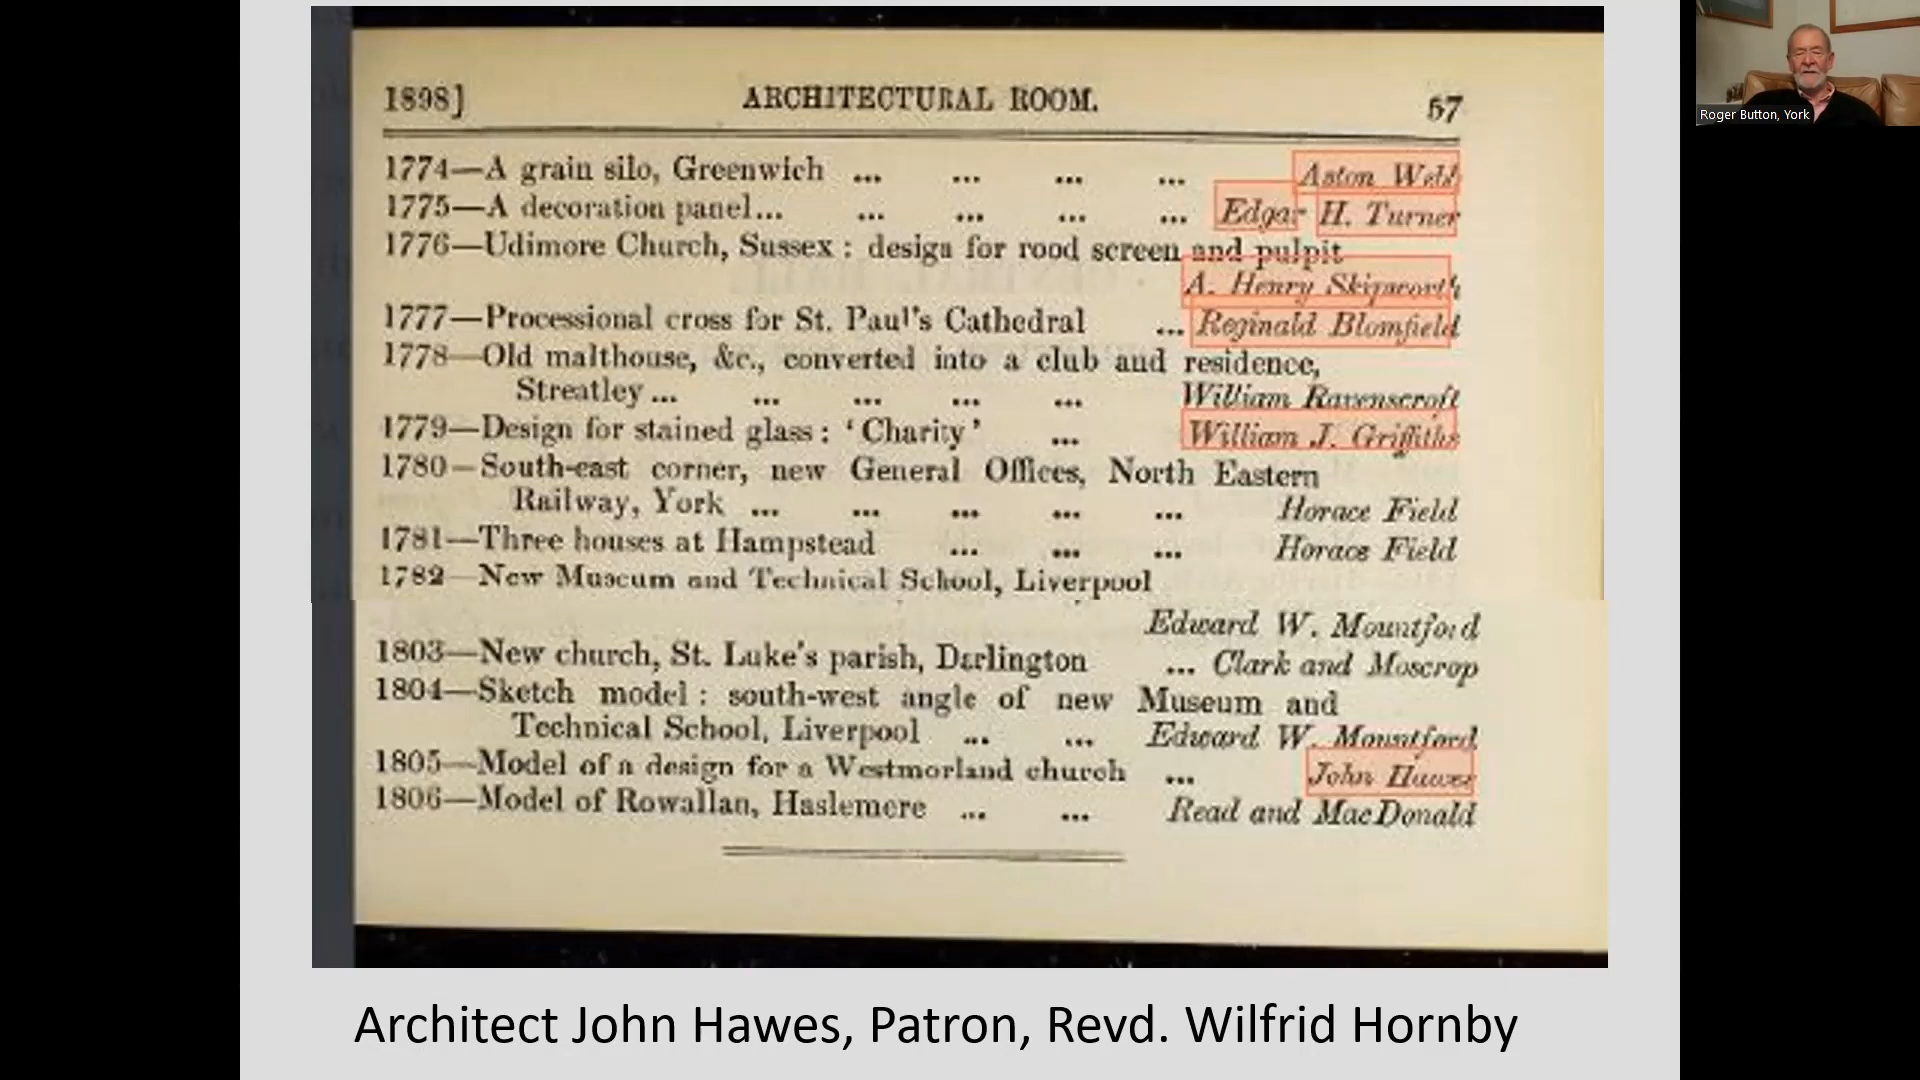 1898] ARCHITECTURAL ROOM. 57
1774—A grain silo, Greenwich ... ... ... ... Aston Webb
1775—A decoration panel... ... ... ... ... Edgar H. Turner
1776—Udimore Church, Sussex : design for rood screen and pulpit
A. Henry Skipworth
1777—Processional cross for St. Paul's Cathedral ... Reginald Blomfield
1778—Old malthouse, &c., converted into a club and residence,
Streatley ... ... ... ... ... William Ravenscroft
1779—Design for stained glass : 'Charity' ... William J. Griffiths
1780—South-east corner, new General Offices, North Eastern
Railway, York ... ... ... ... ... Horace Field
1781—Three houses at Hampstead ... ... ... Horace Field
1782—New Museum and Technical School, Liverpool
Edward W. Mountford
1803—New church, St. Luke's parish, Darlington ... Clark and Moscrop
1804—Sketch model : south-west angle of new Museum and
Technical School, Liverpool ... ... Edward W. Mountford
1805—Model of a design for a Westmorland church ... John Hawes
1806—Model of Rowallan, Haslemere ... ... Read and MacDonald
Architect John Hawes, Patron, Revd. Wilfrid Hornby
Roger Button, York